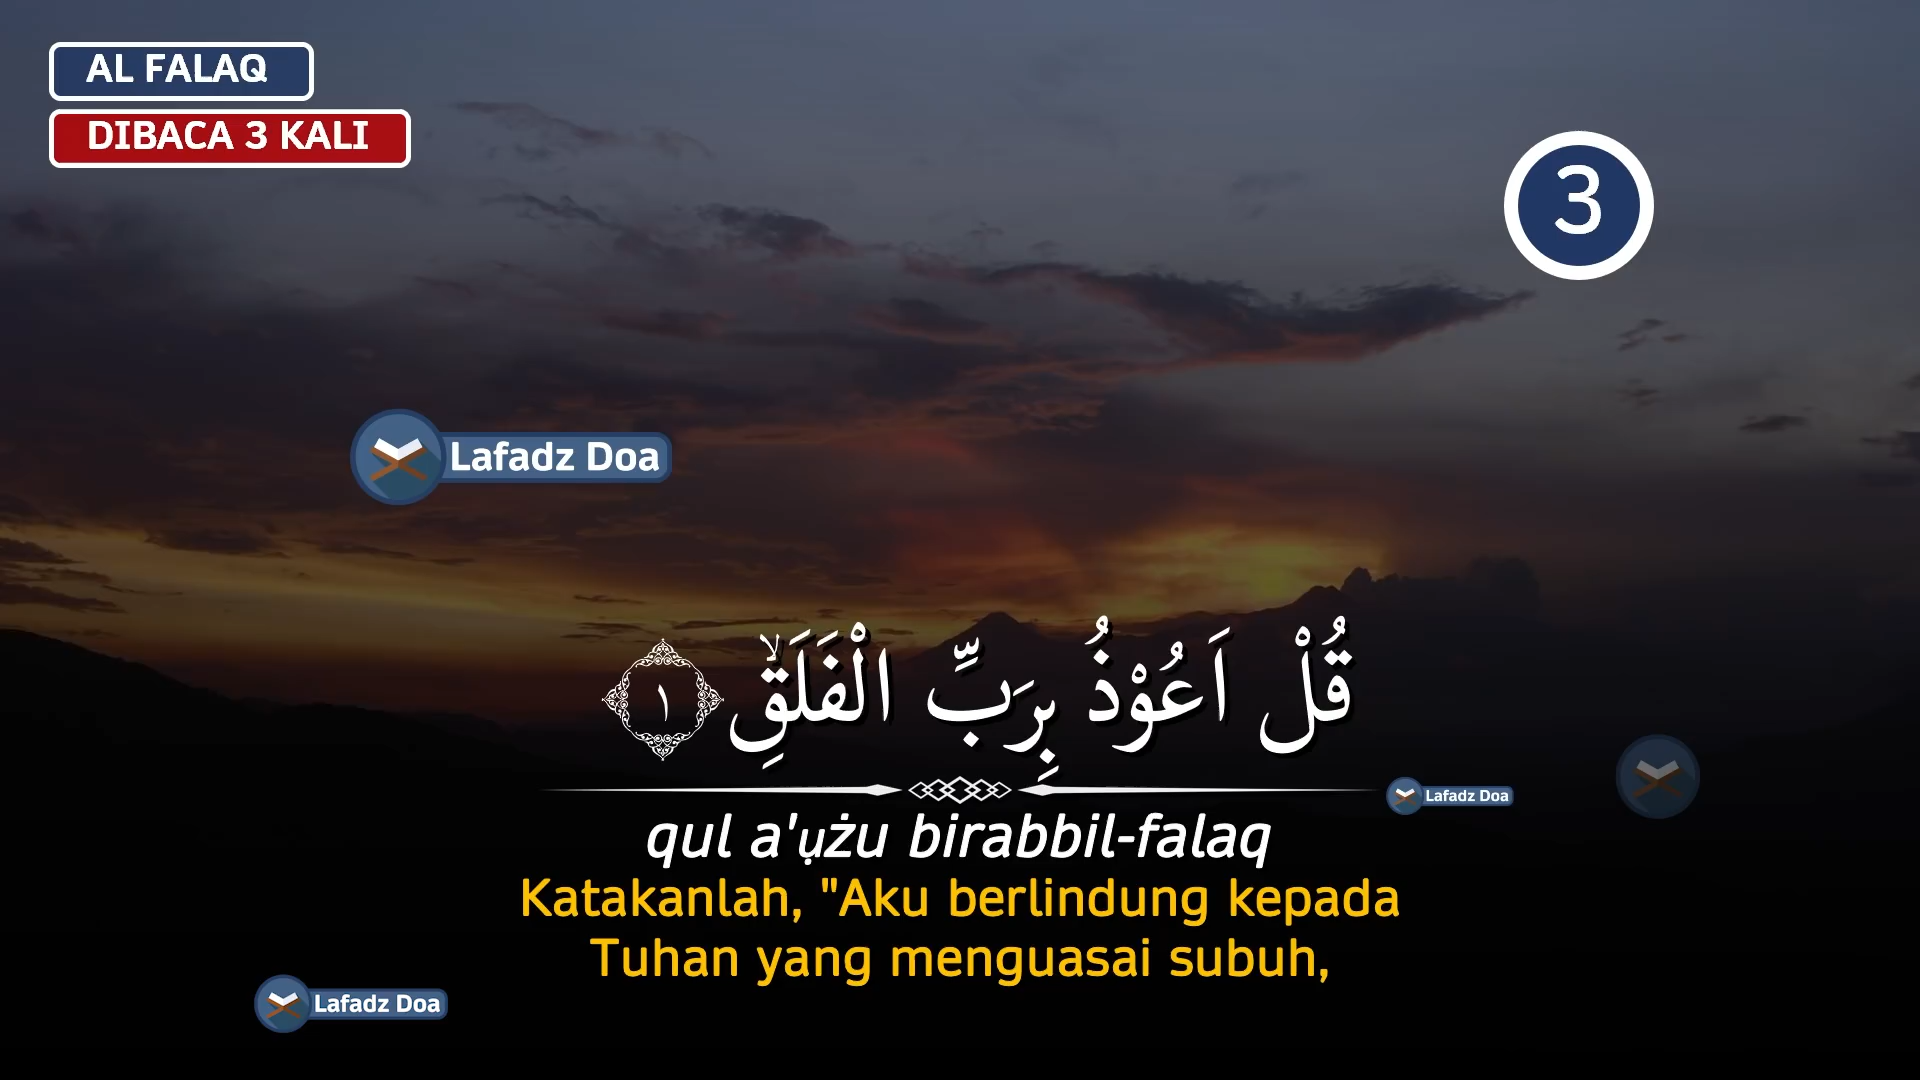 AL FALAQ
DIBACA 3 KALI
3
Lafadz Doa
قُلْ اَعُوْذُ بِرَبِّ الْفَلَقِۙ ١
Lafadz Doa
qul a'ụżu birabbil-falaq
Katakanlah, "Aku berlindung kepada
Tuhan yang menguasai subuh,
Lafadz Doa